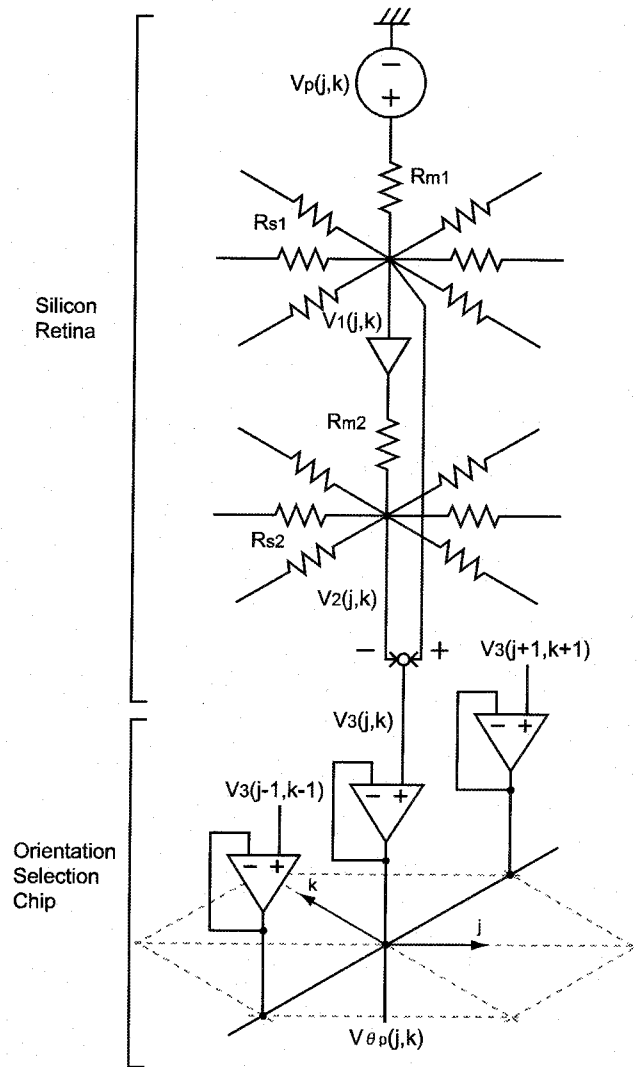 Vp(j,k)
−
+
Rm1
Rs1
Silicon
Retina
V1(j,k)
Rm2
Rs2
V2(j,k)
− +
V3(j+1,k+1)
V3(j,k)
− +
V3(j-1,k-1)
− +
− +
Orientation
Selection
Chip
k
j
Vθp(j,k)